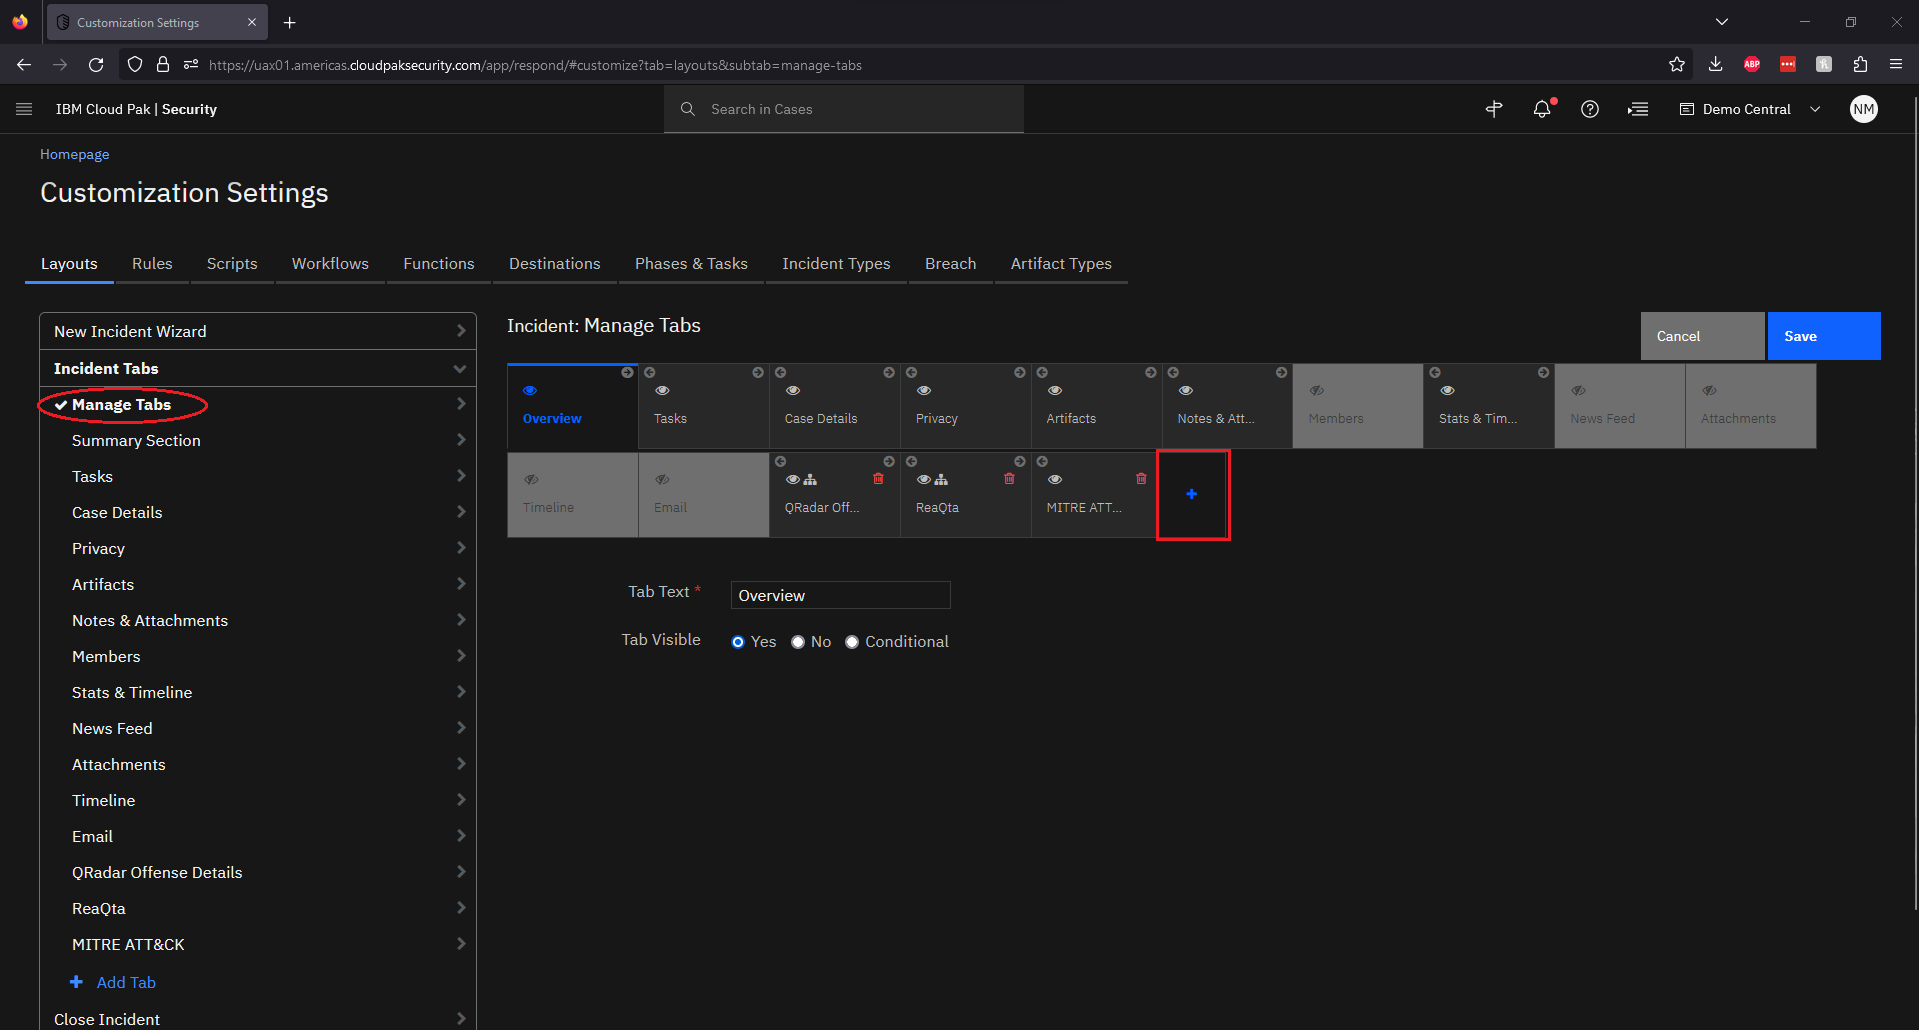 Customization Settings
https://uax01.americas.cloudpaksecurity.com/app/respond/#customize?tab=layouts&subtab=manage-tabs
ABP
IBM Cloud Pak | Security
Search in Cases
Demo Central
NM
Homepage
Customization Settings
Layouts Rules Scripts Workflows Functions Destinations Phases & Tasks Incident Types Breach Artifact Types
New Incident Wizard
Incident Tabs
Manage Tabs
Summary Section
Tasks
Case Details
Privacy
Artifacts
Notes & Attachments
Members
Stats & Timeline
News Feed
Attachments
Timeline
Email
QRadar Offense Details
ReaQta
MITRE ATT&CK
+ Add Tab
Close Incident
Incident: Manage Tabs
Cancel Save
Overview Tasks Case Details Privacy Artifacts Notes & Att... Members Stats & Tim... News Feed Attachments
Timeline Email QRadar Off... ReaQta MITRE ATT... +
Tab Text * Overview
Tab Visible Yes No Conditional